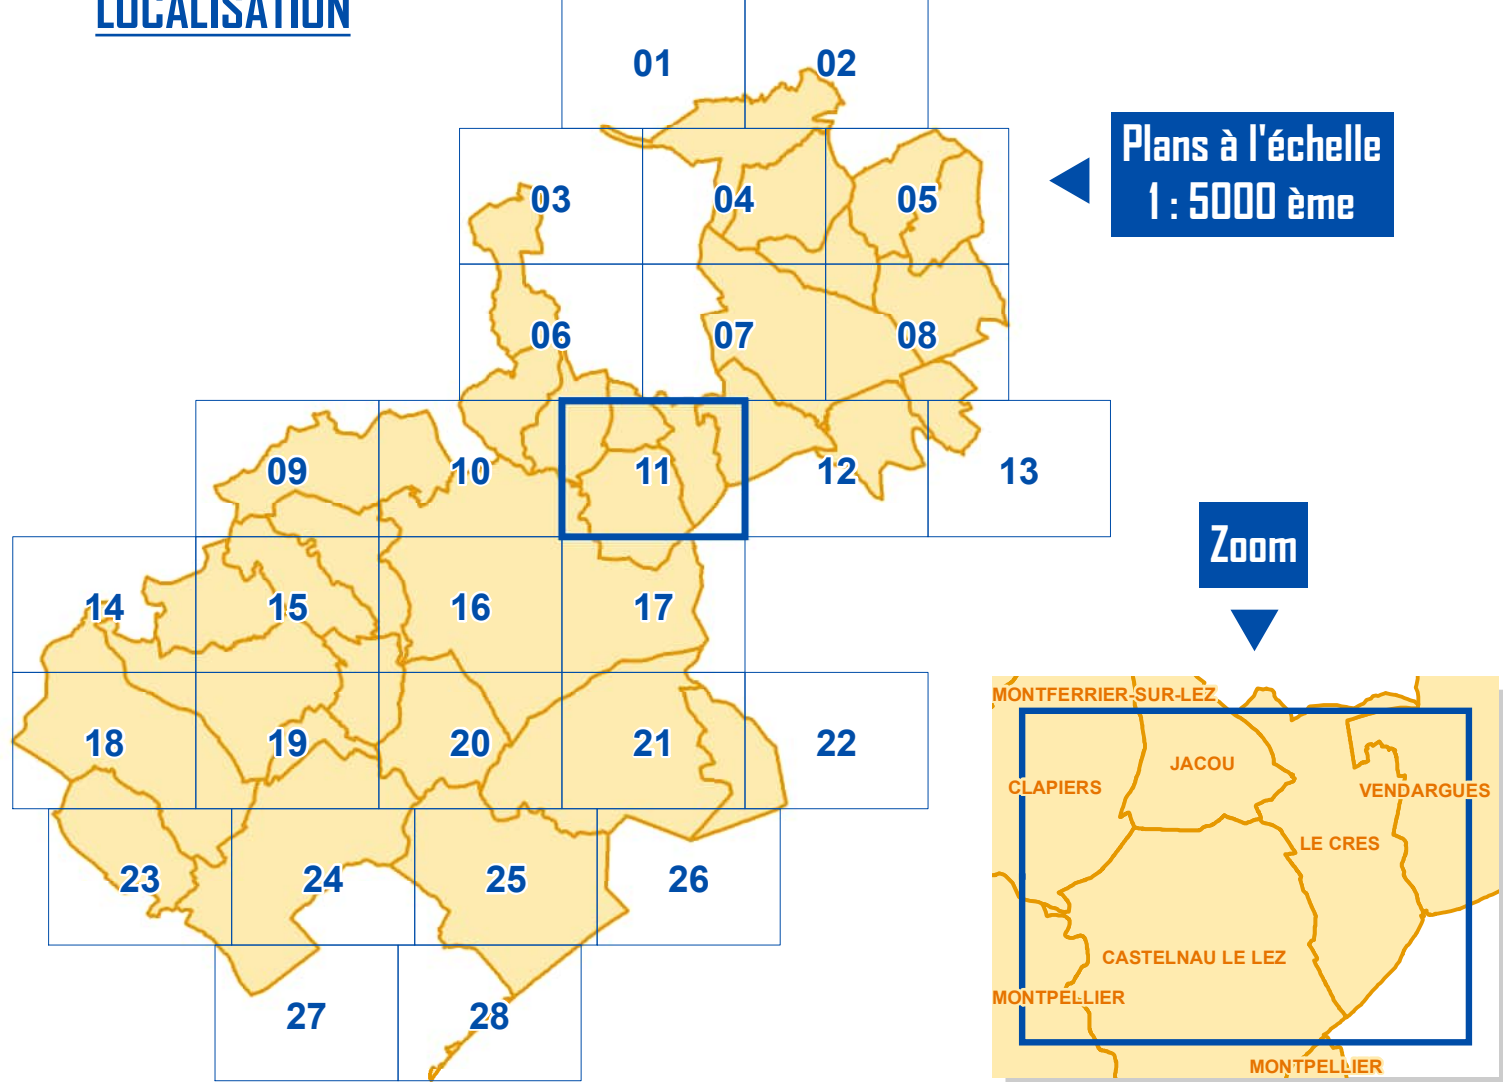 LOCALISATION
01
02
Plans à l'échelle
1 : 5000 ème
03
04
05
06
07
08
09
10
11
12
13
Zoom
14
15
16
17
18
19
20
21
22
23
24
25
26
27
28
MONTFERRIER-SUR-LEZ
JACOU
CLAPIERS
VENDARGUES
LE CRES
CASTELNAU LE LEZ
MONTPELLIER
MONTPELLIER